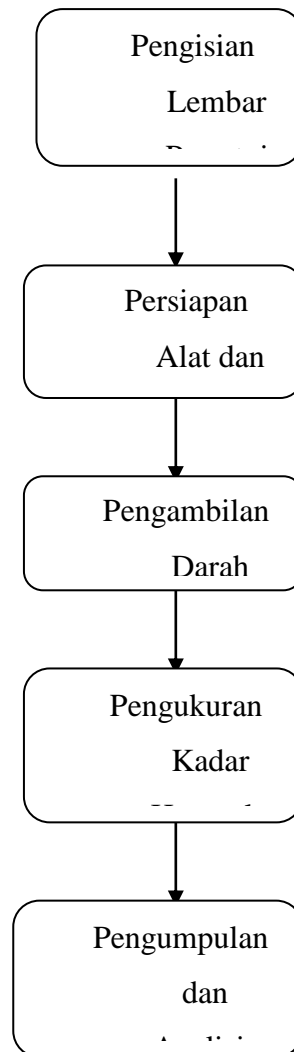 Pengisian
Lembar
Persiapan
Alat dan
Pengambilan
Darah
Pengukuran
Kadar
Pengumpulan
dan